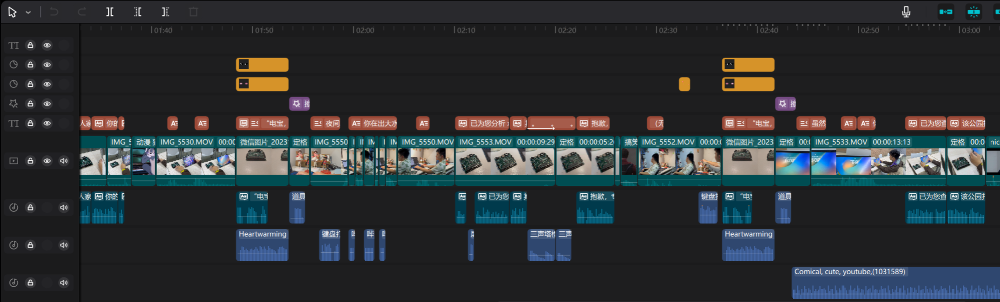 01:40 01:50 02:00 02:10 02:20 02:30 02:40 02:50 03:00
TI
TI 人家 你的 A A “电宝， 夜间 A 你在出大水 A 已为您分析 抱歉， （无 “电宝， 虽然 A A 已为您查 该公园
IMG_5 动漫 IMG_5530.MOV 00:00 微信图片_2023 定格 IMG_5550 IM IM IMG_5550.MOV IMG_5553.MOV 00:00:09:29 定格 00:00:05:2 搞笑 IMG_5552.MOV 00:00:0 微信图片_2023 定格 00:0 IMG_5533.MOV 00:00:13:13 定格 00:0 nic
人家 你的 “电宝 道具 已为您 抱歉， 键盘 “电宝 道具 已为您查 该公园
Heartwarming 键盘打 哔 三声塔 三声 Heartwarming
Comical, cute, youtube,(1031589)